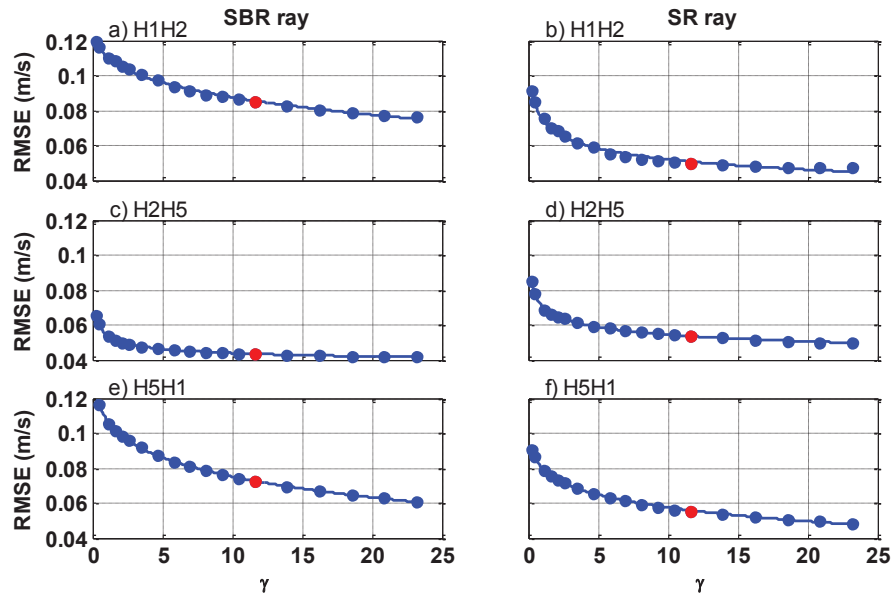 SBR ray
SR ray
a) H1H2
b) H1H2
0.12
0.1
0.08
0.06
0.04
RMSE (m/s)
c) H2H5
d) H2H5
0.12
0.1
0.08
0.06
0.04
RMSE (m/s)
e) H5H1
f) H5H1
0.12
0.1
0.08
0.06
0.04
RMSE (m/s)
0 5 10 15 20 25
0 5 10 15 20 25
γ
γ